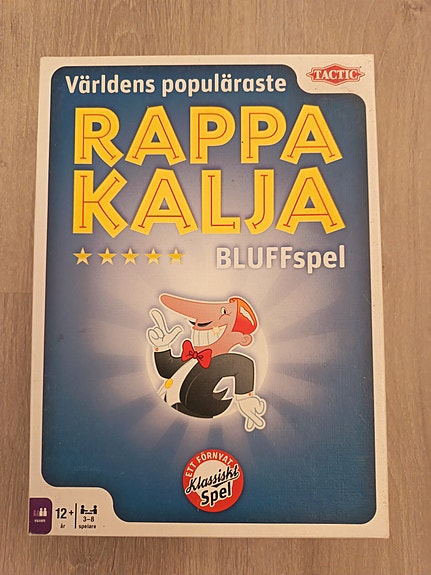 TACTIC
Världens populäraste
RAPPA
KALJA
BLUFFspel
ETT FÖRNYAT
Klassiskt
Spel
12+
år
3-8
spelare